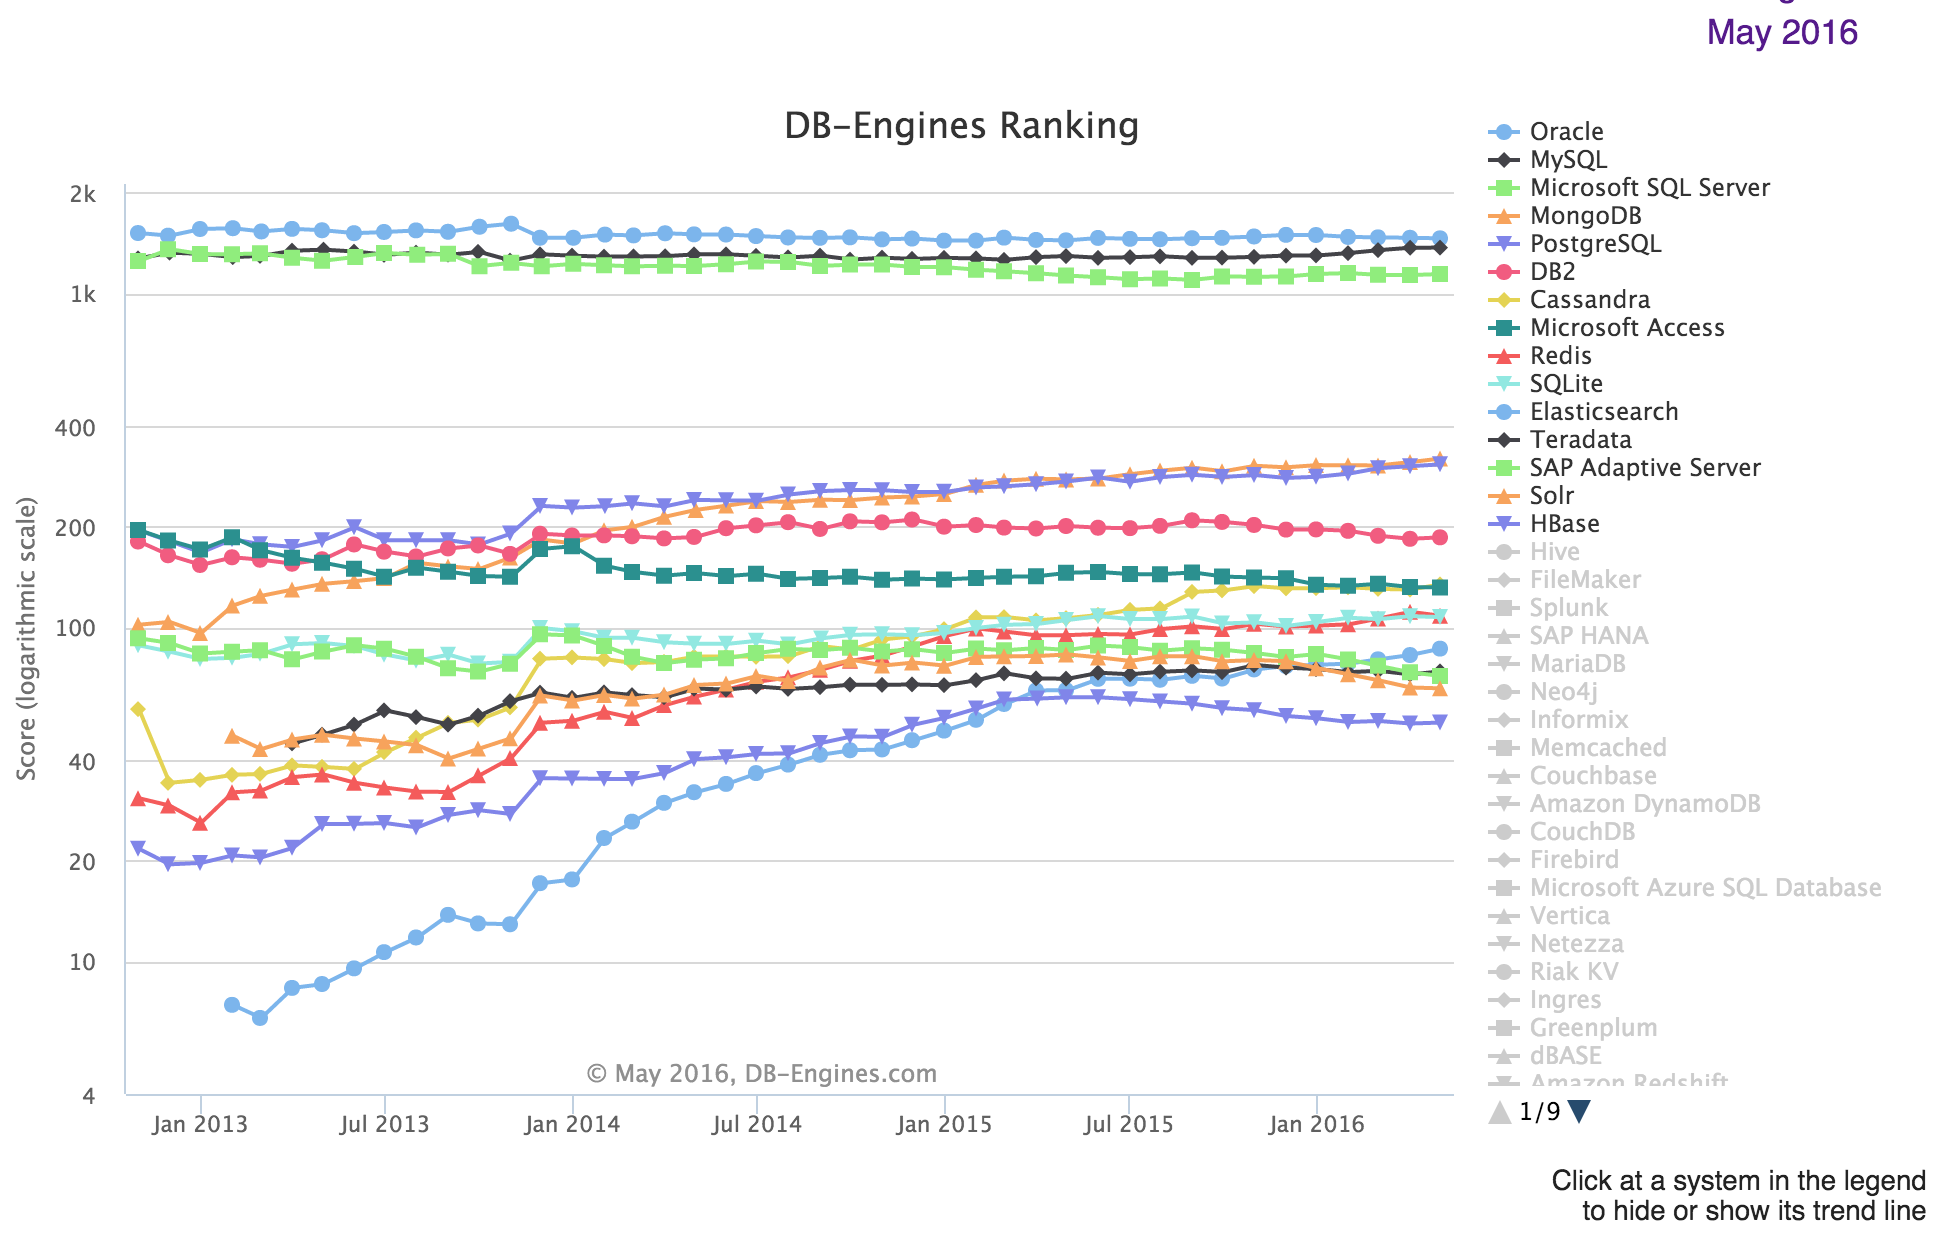 May 2016
DB-Engines Ranking
Score (logarithmic scale)
2k
1k
400
200
100
40
20
10
4
Jan 2013
Jul 2013
Jan 2014
Jul 2014
Jan 2015
Jul 2015
Jan 2016
© May 2016, DB-Engines.com
Oracle
MySQL
Microsoft SQL Server
MongoDB
PostgreSQL
DB2
Cassandra
Microsoft Access
Redis
SQLite
Elasticsearch
Teradata
SAP Adaptive Server
Solr
HBase
Hive
FileMaker
Splunk
SAP HANA
MariaDB
Neo4j
Informix
Memcached
Couchbase
Amazon DynamoDB
CouchDB
Firebird
Microsoft Azure SQL Database
Vertica
Netezza
Riak KV
Ingres
Greenplum
dBASE
Amazon Redshift
1/9
Click at a system in the legend
to hide or show its trend line